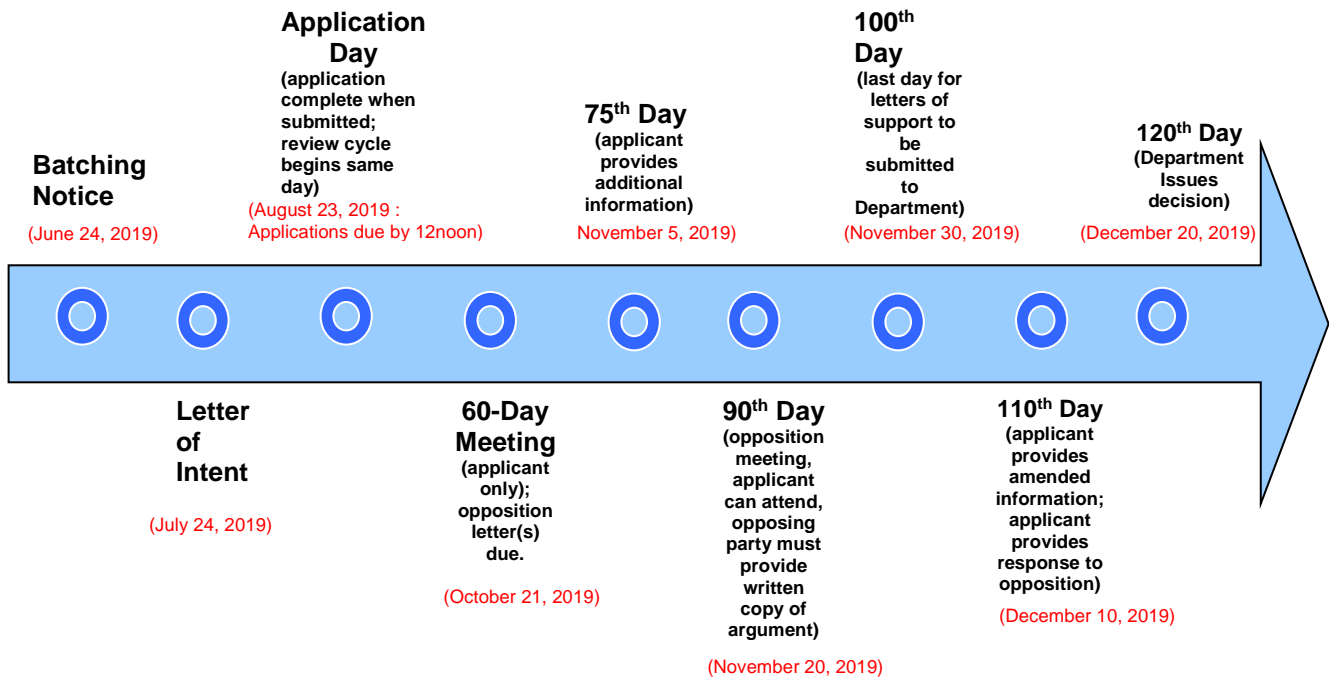 Batching
Notice
(June 24, 2019)
Letter
of
Intent
(July 24, 2019)
Application
Day
(application
complete when
submitted;
review cycle
begins same
day)
(August 23, 2019 :
Applications due by 12noon)
60-Day
Meeting
(applicant
only);
opposition
letter(s)
due.
(October 21, 2019)
75th Day
(applicant
provides
additional
information)
November 5, 2019)
90th Day
(opposition
meeting,
applicant
can attend,
opposing
party must
provide
written
copy of
argument)
(November 20, 2019)
100th
Day
(last day for
letters of
support to
be
submitted
to
Department)
(November 30, 2019)
110th Day
(applicant
provides
amended
information;
applicant
provides
response to
opposition)
(December 10, 2019)
120th Day
(Department
Issues
decision)
(December 20, 2019)